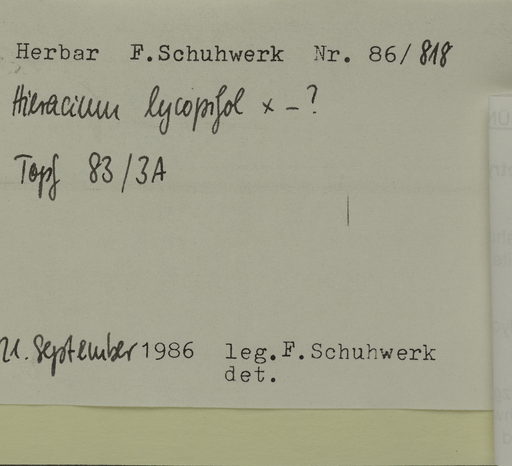 Herbar F.Schuhwerk Nr. 86/818
Hieracium lycopifol × – ?
Topf 83/3A
21. September 1986 leg. F.Schuhwerk
det.